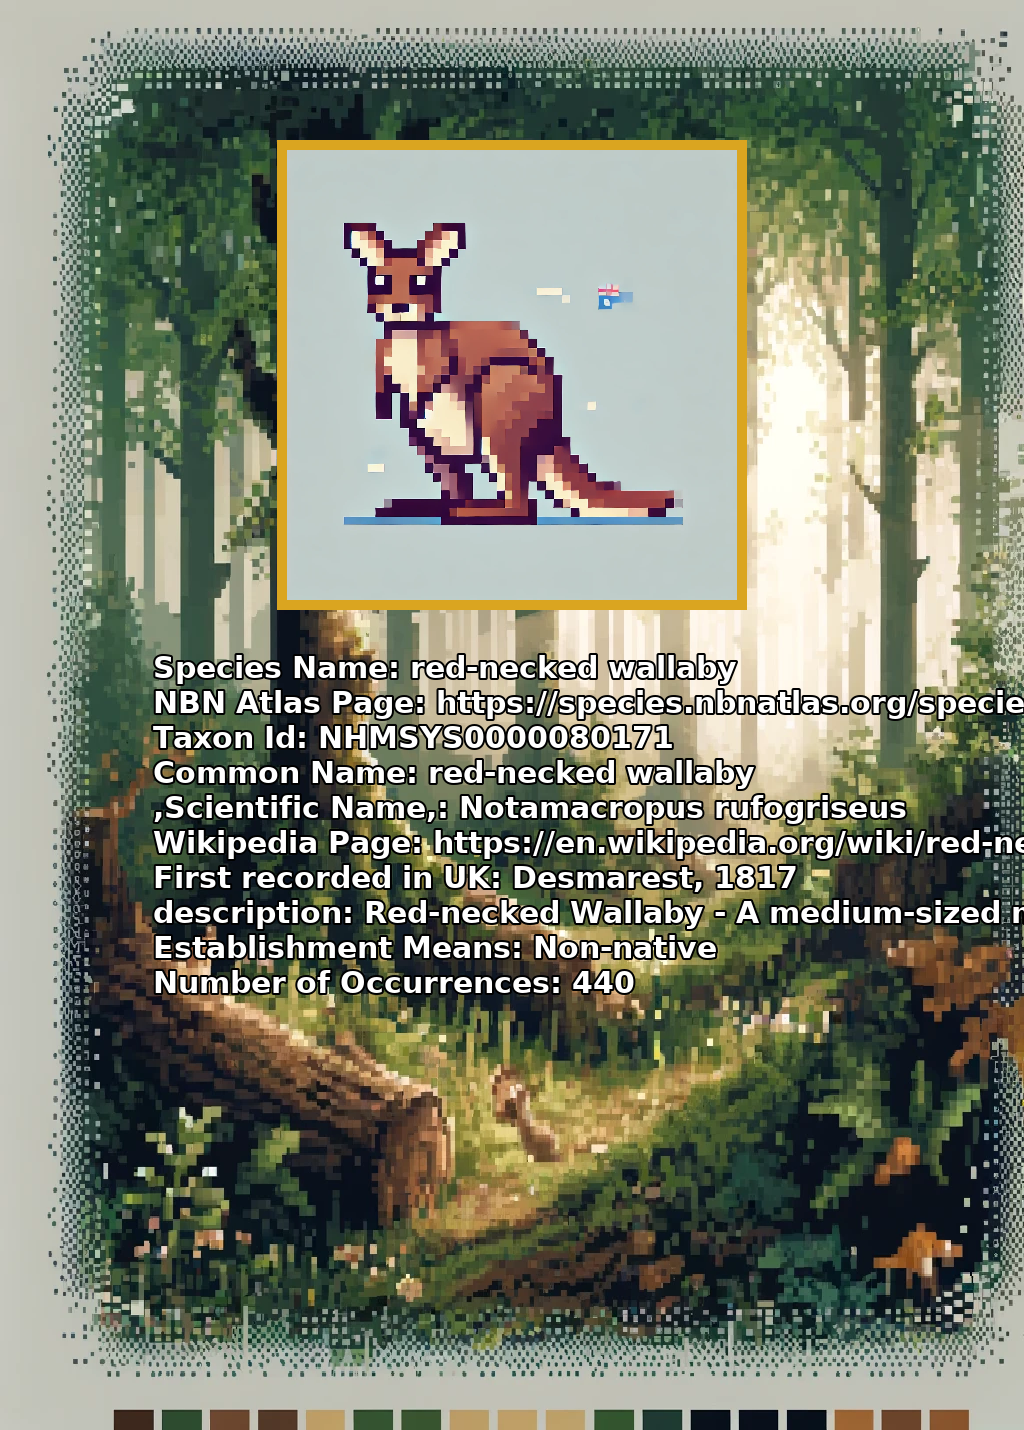 Species Name: red-necked wallaby
NBN Atlas Page: https://species.nbnatlas.org/specie
Taxon Id: NHMSYS0000080171
Common Name: red-necked wallaby
,Scientific Name,: Notamacropus rufogriseus
Wikipedia Page: https://en.wikipedia.org/wiki/red-ne
First recorded in UK: Desmarest, 1817
description: Red-necked Wallaby - A medium-sized
Establishment Means: Non-native
Number of Occurrences: 440